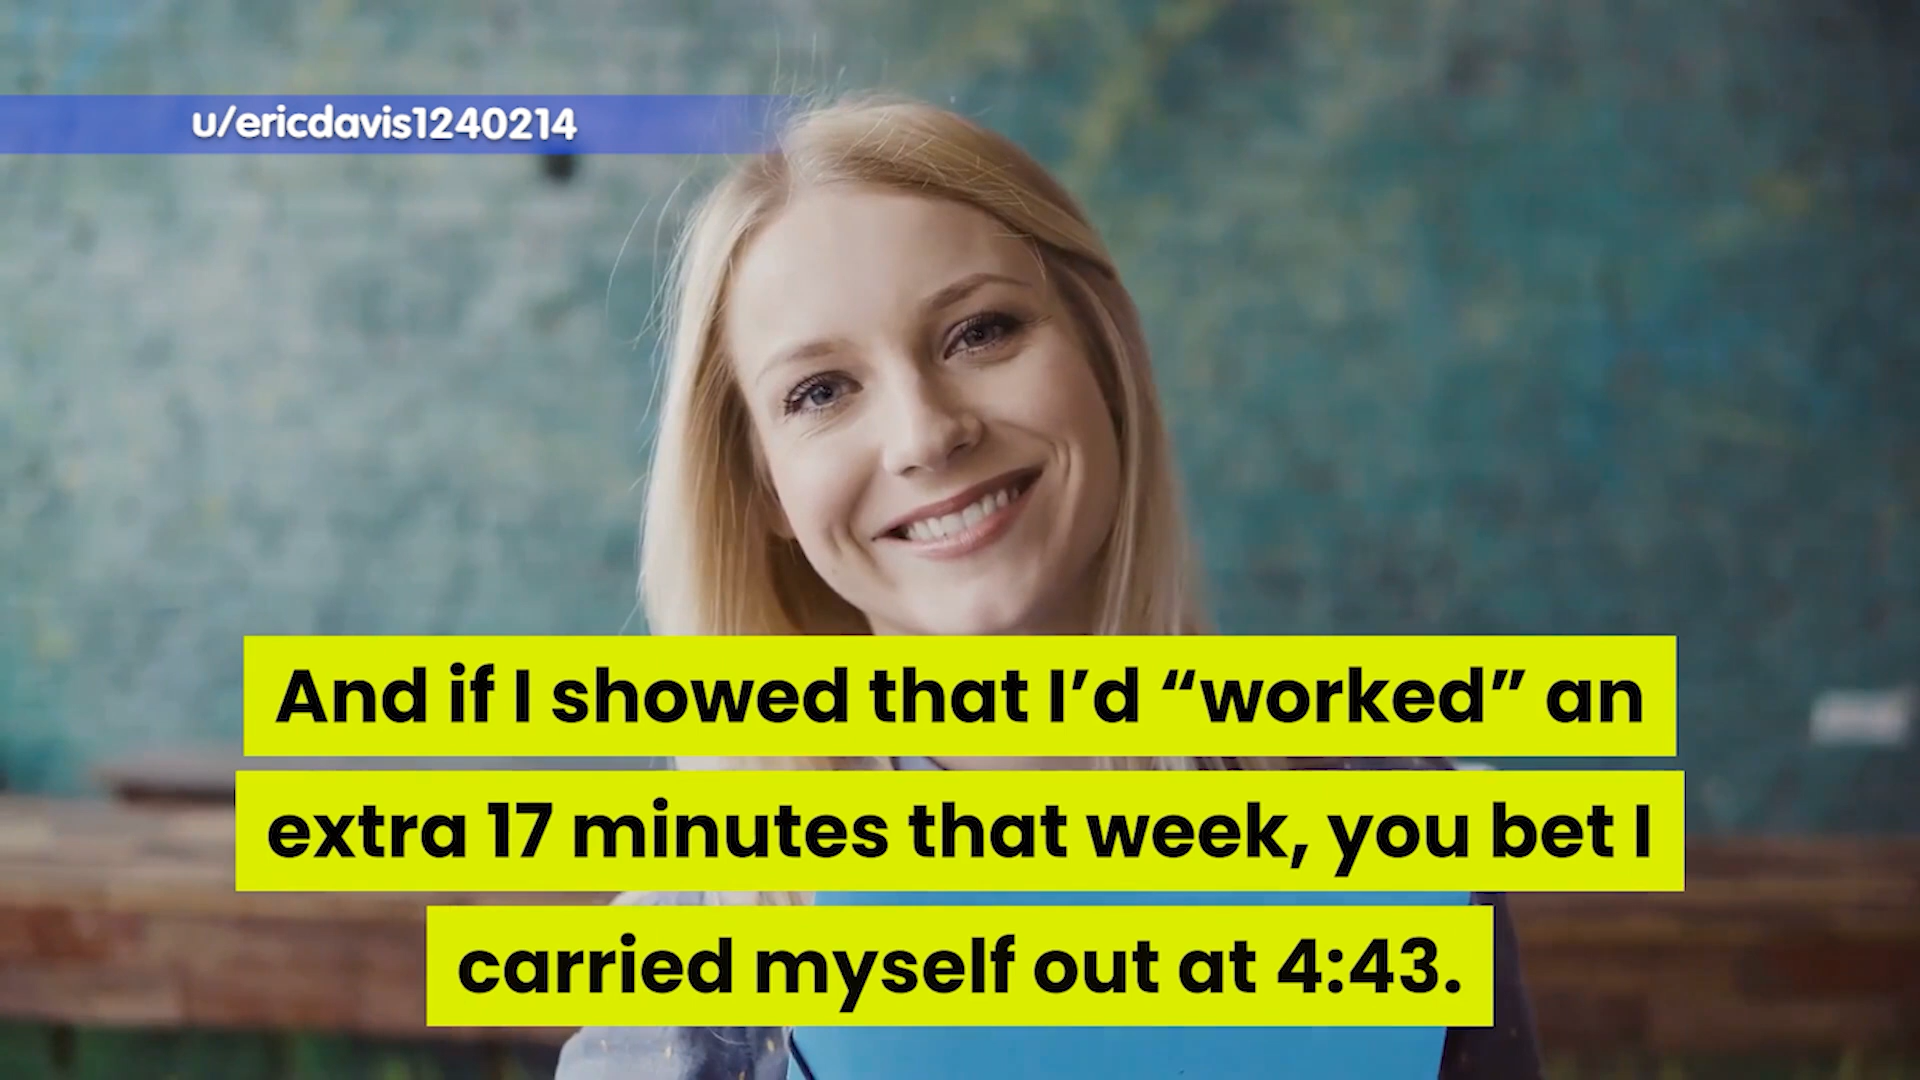 u/ericdavis1240214
And if I showed that I’d “worked” an
extra 17 minutes that week, you bet I
carried myself out at 4:43.